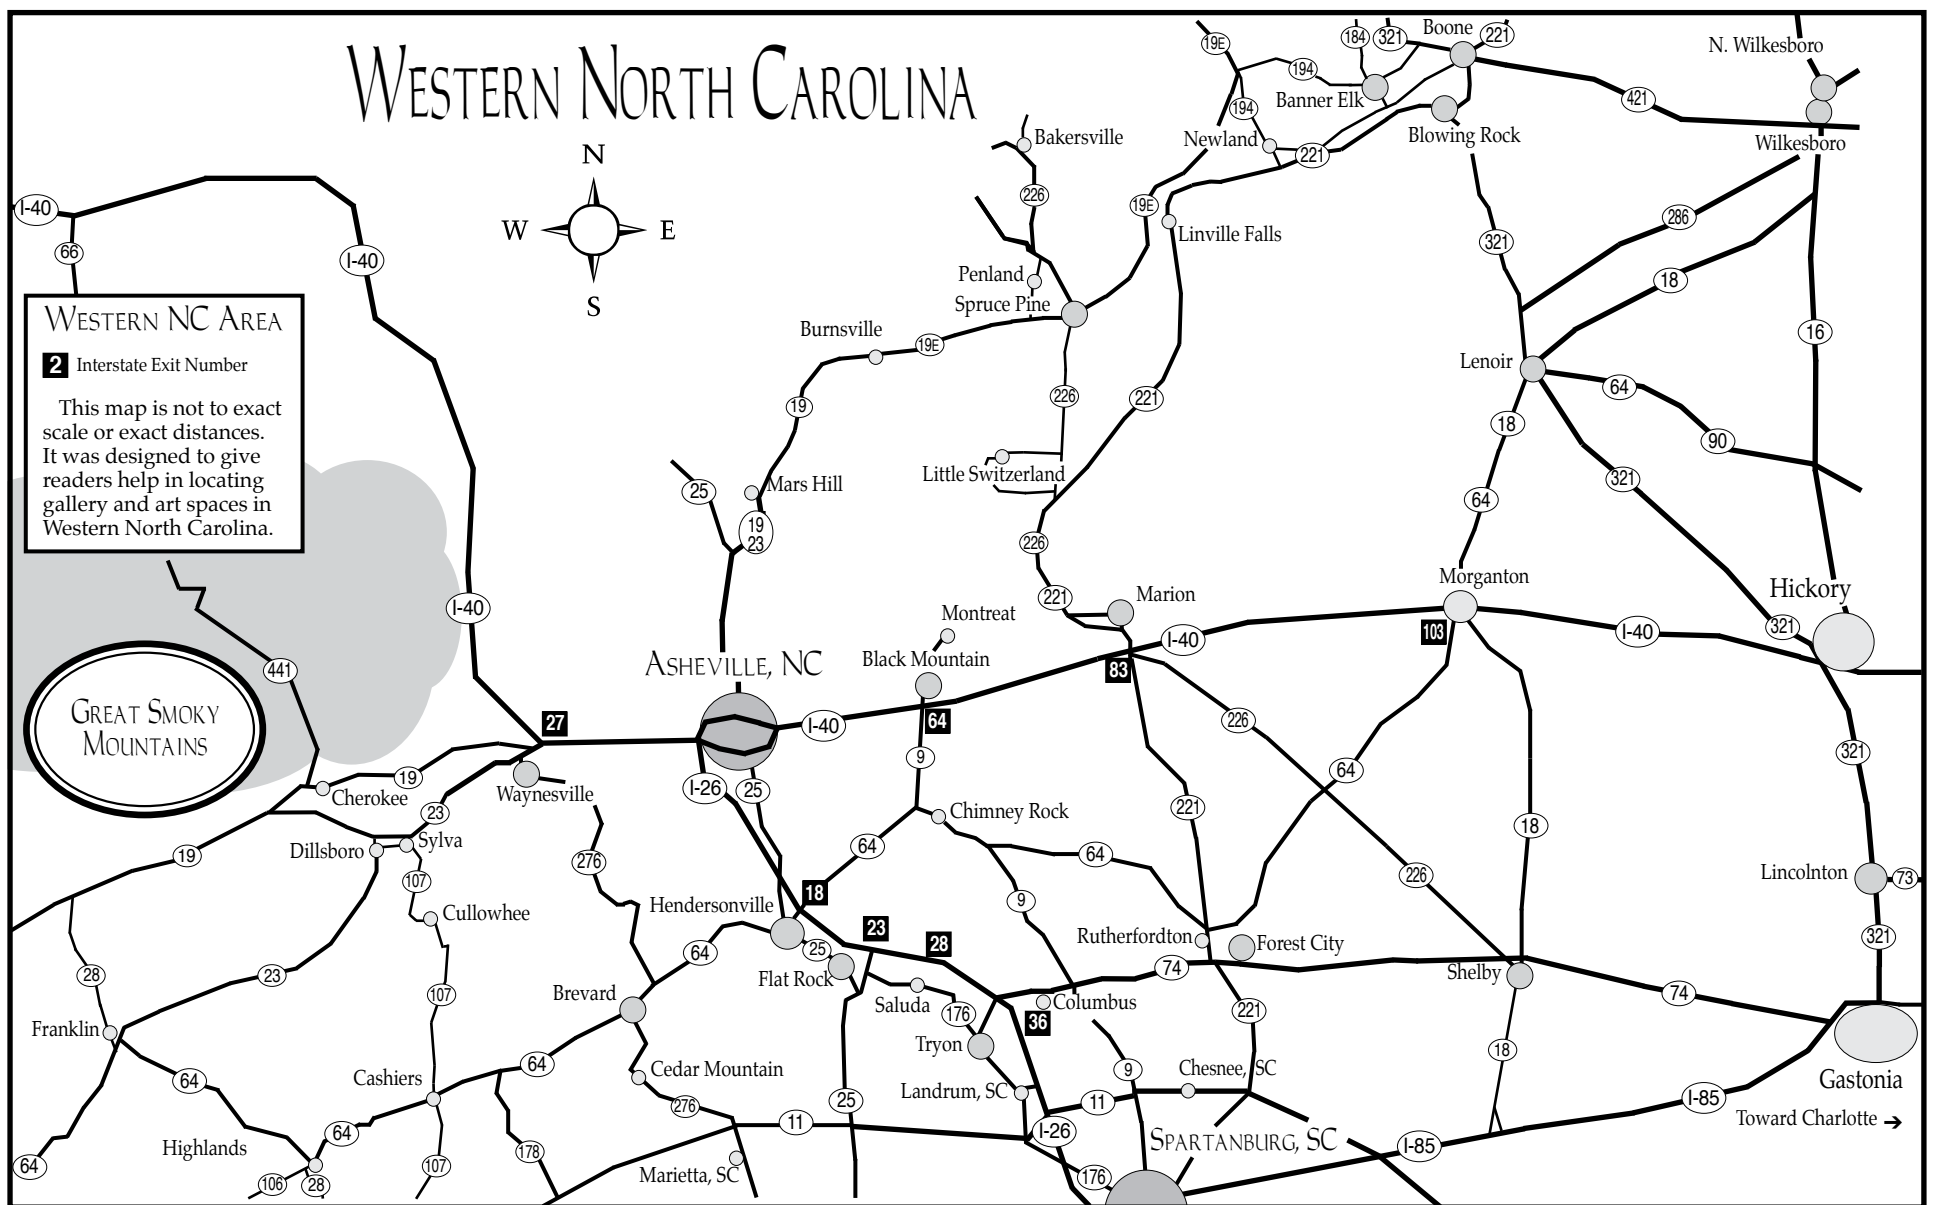 WESTERN NORTH CAROLINA
N
W E
S
WESTERN NC AREA
2 Interstate Exit Number
This map is not to exact
scale or exact distances.
It was designed to give
readers help in locating
gallery and art spaces in
Western North Carolina.
GREAT SMOKY
MOUNTAINS
19E
184
321
Boone
221
N. Wilkesboro
194
Banner Elk
194
421
Newland
221
Blowing Rock
Wilkesboro
Bakersville
226
19E
Linville Falls
I-40
66
I-40
321
286
18
16
Penland
Spruce Pine
Burnsville
19E
19
226
221
Lenoir
64
18
90
321
Little Switzerland
25
Mars Hill
19
23
64
226
221
Marion
Morganton
Hickory
I-40
Montreat
Black Mountain
ASHEVILLE, NC
I-40
103
I-40
321
83
441
27
I-40
64
226
9
321
I-26
25
64
Waynesville
Cherokee
19
23
Chimney Rock
221
18
Dillsboro
Sylva
19
276
64
64
107
226
Lincolnton
73
18
Hendersonville
Cullowhee
9
23
28
Rutherfordton
Forest City
321
25
64
Flat Rock
74
Shelby
28
23
107
Brevard
Saluda
176
Columbus
36
221
74
Franklin
Tryon
18
64
64
Cashiers
Cedar Mountain
Landrum, SC
9
Chesnee, SC
Gastonia
276
25
11
I-85
Toward Charlotte ➔
11
Highlands
64
178
I-26
SPARTANBURG, SC
I-85
64
106
28
107
Marietta, SC
176